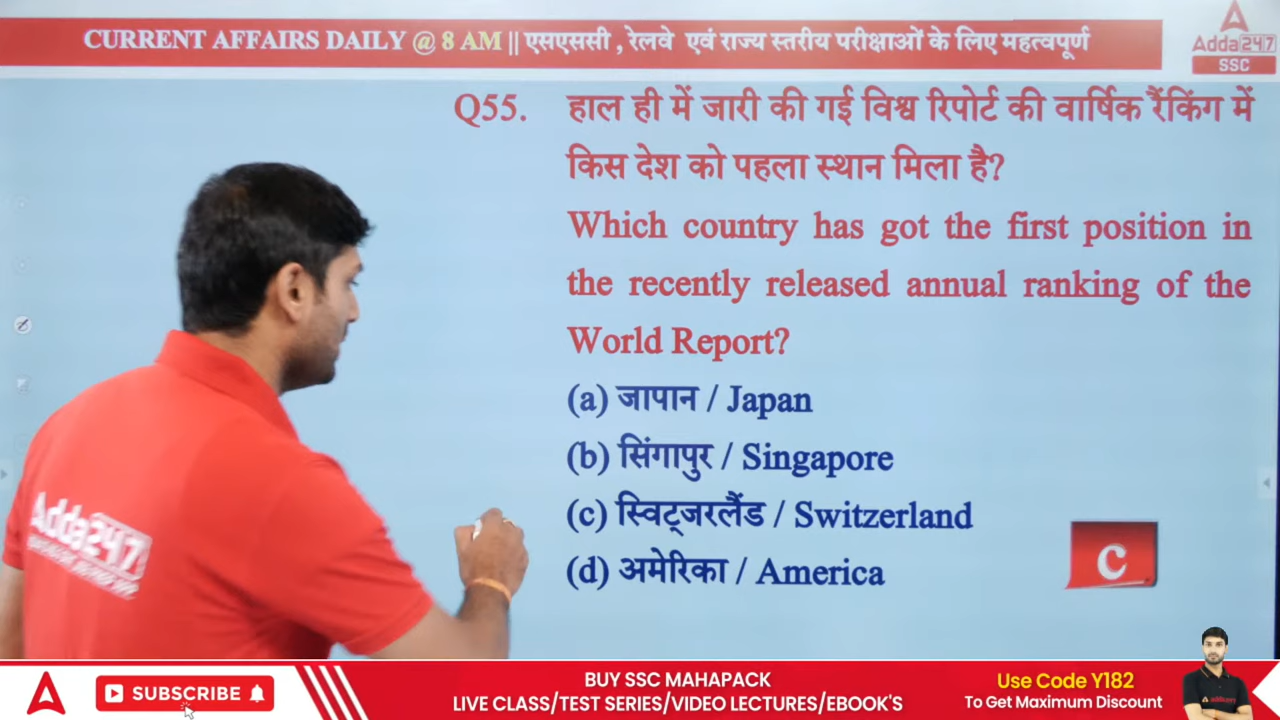 CURRENT AFFAIRS DAILY @ 8 AM || एसएससी , रेलवे एवं राज्य स्तरीय परीक्षाओं के लिए महत्वपूर्ण
Adda247
SSC
Q55. हाल ही में जारी की गई विश्व रिपोर्ट की वार्षिक रैंकिंग में
किस देश को पहला स्थान मिला है?
Which country has got the first position in
the recently released annual ranking of the
World Report?
(a) जापान / Japan
(b) सिंगापुर / Singapore
(c) स्विट्जरलैंड / Switzerland
(d) अमेरिका / America
C
Adda247
SUBSCRIBE
BUY SSC MAHAPACK
LIVE CLASS/TEST SERIES/VIDEO LECTURES/EBOOK'S
Use Code Y182
To Get Maximum Discount